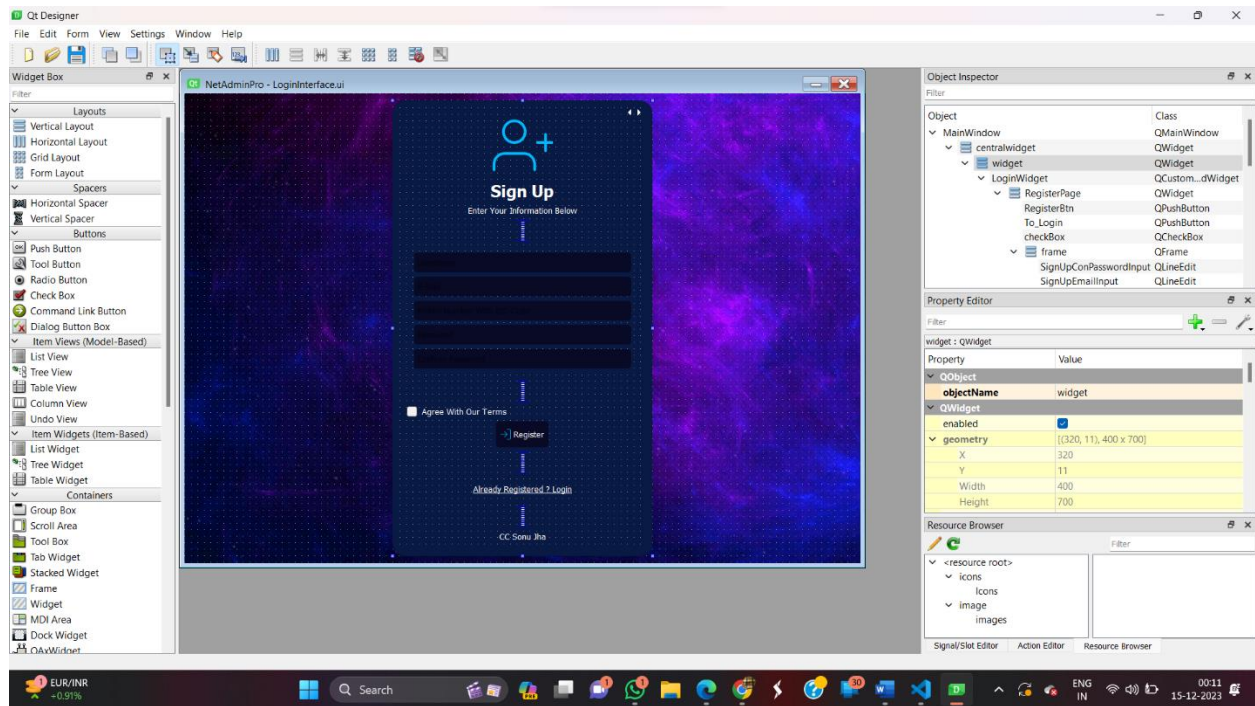 Qt Designer
File Edit Form View Settings Window Help
Widget Box
Filter
Layouts
Vertical Layout
Horizontal Layout
Grid Layout
Form Layout
Spacers
Horizontal Spacer
Vertical Spacer
Buttons
Push Button
Tool Button
Radio Button
Check Box
Command Link Button
Dialog Button Box
Item Views (Model-Based)
List View
Tree View
Table View
Column View
Undo View
Item Widgets (Item-Based)
List Widget
Tree Widget
Table Widget
Containers
Group Box
Scroll Area
Tool Box
Tab Widget
Stacked Widget
Frame
Widget
MDI Area
Dock Widget
QAxWidget
NetAdminPro - LoginInterface.ui
Sign Up
Enter Your Information Below
Agree With Our Terms
Register
Already Registered ? Login
-CC Sonu Jha
Object Inspector
Filter
Object Class
MainWindow QMainWindow
centralwidget QWidget
widget QWidget
LoginWidget QCustom...dWidget
RegisterPage QWidget
RegisterBtn QPushButton
To_Login QPushButton
checkBox QCheckBox
frame QFrame
SignUpConPasswordInput QLineEdit
SignUpEmailInput QLineEdit
Property Editor
Filter
widget : QWidget
Property Value
QObject
objectName widget
QWidget
enabled
geometry [(320, 11), 400 x 700]
X 320
Y 11
Width 400
Height 700
Resource Browser
Filter
<resource root>
icons
Icons
image
images
Signal/Slot Editor Action Editor Resource Browser
1 EUR/INR
+0.91%
Search
PRE
1
9
30
ENG
IN
00:11
15-12-2023